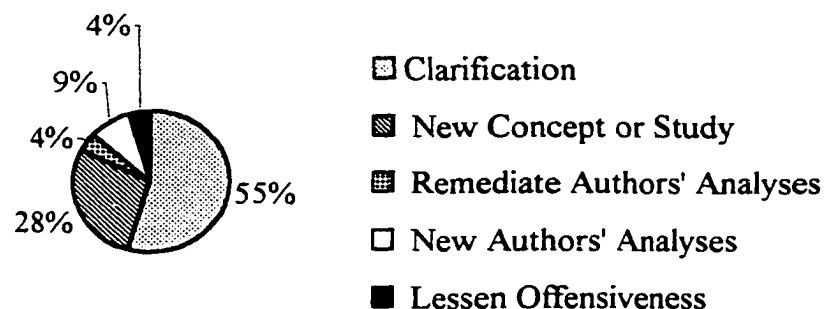 4%
9%
4%
28%
55%
Clarification
New Concept or Study
Remediate Authors' Analyses
New Authors' Analyses
Lessen Offensiveness